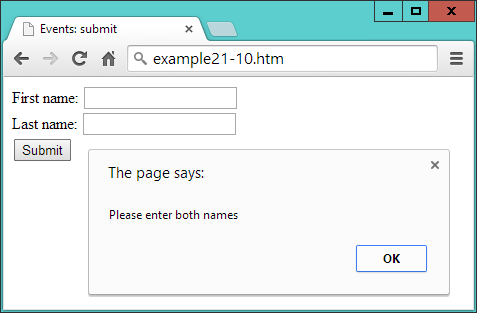 Events: submit
example21-10.htm
First name:
Last name:
Submit
The page says:
Please enter both names
OK